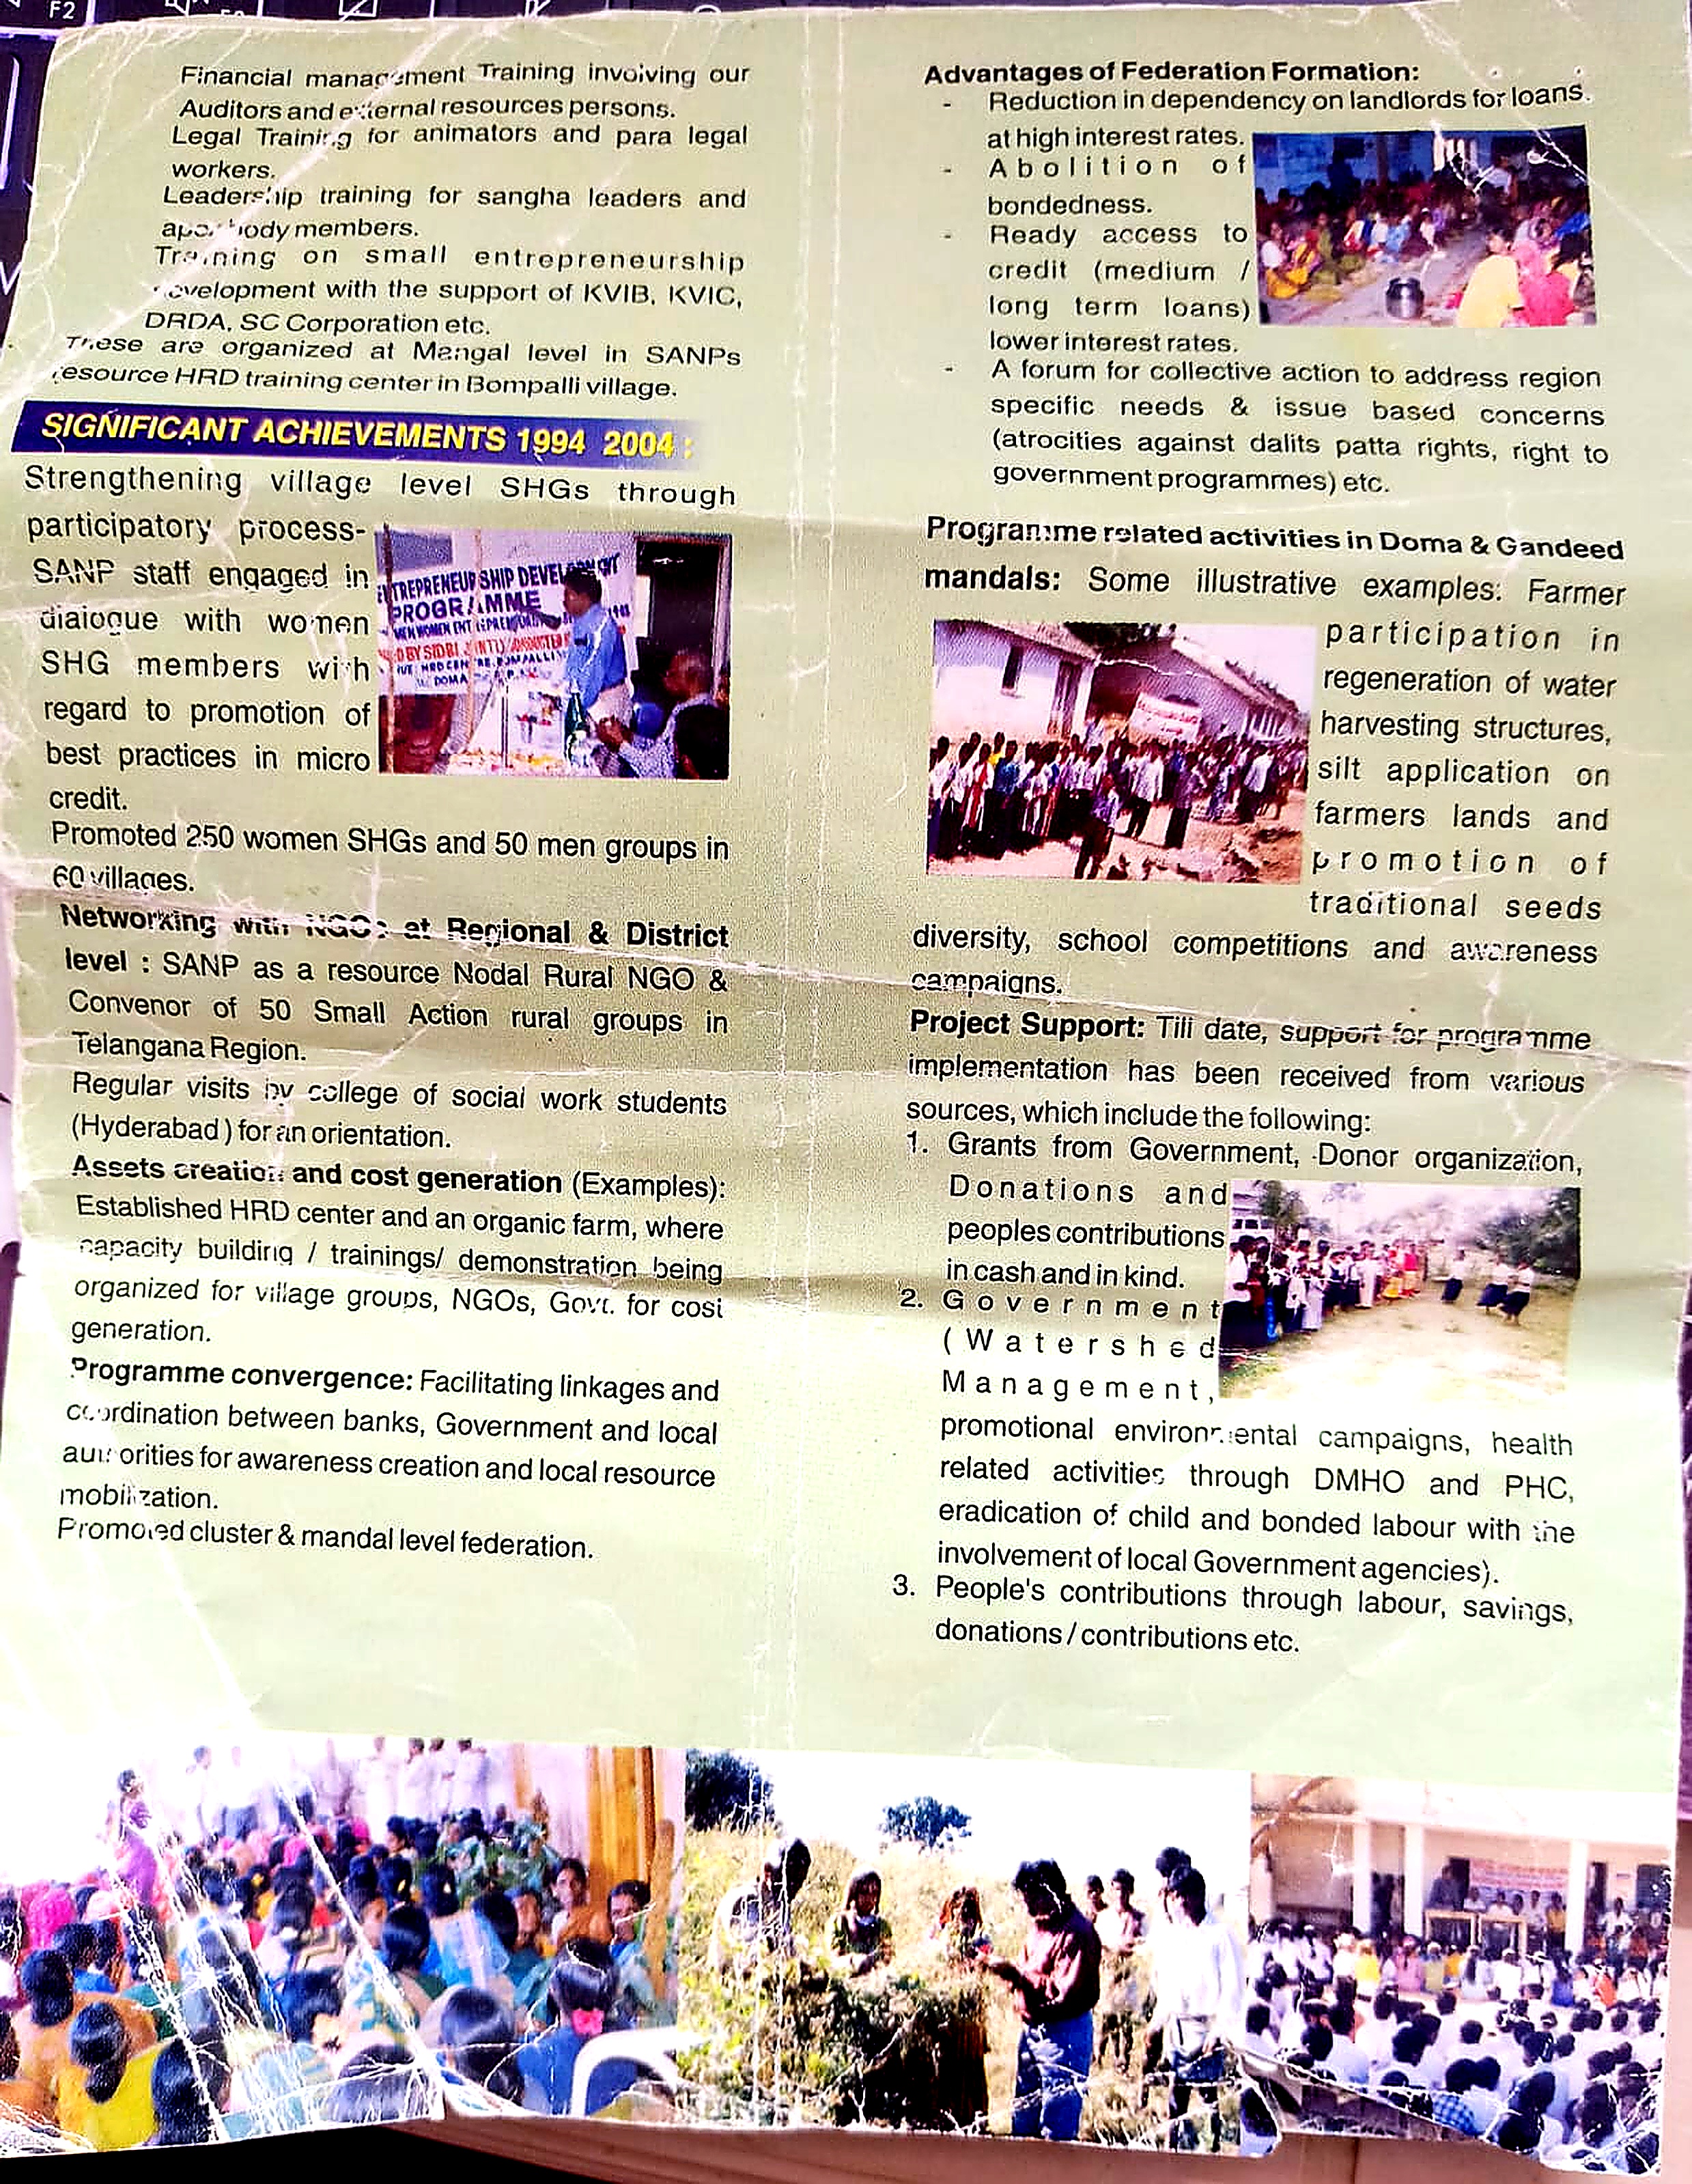 F2
Financial management Training involving our
Auditors and external resources persons.
Legal Training for animators and para legal
workers.
Leadership training for sangha leaders and
body members.
Training on small entrepreneurship
development with the support of KVIB, KVIC,
DRDA, SC Corporation etc.
These are organized at Mangal level in SANPs
resource HRD training center in Bompalli village.
SIGNIFICANT ACHIEVEMENTS 1994 2004 :
Strengthening village level SHGs through
participatory process-
SANP staff engaged in
dialogue with women
SHG members with
regard to promotion of
best practices in micro
credit.
ENTREPRENEURSHIP DEVELOPMENT
PROGRAMME
DOMA
Promoted 250 women SHGs and 50 men groups in
60 villages.
Networking with NGOs at Regional & District
level : SANP as a resource Nodal Rural NGO &
Convenor of 50 Small Action rural groups in
Telangana Region.
Regular visits by college of social work students
(Hyderabad ) for an orientation.
Assets creation and cost generation (Examples):
Established HRD center and an organic farm, where
capacity building / trainings/ demonstration being
organized for village groups, NGOs, Govt. for cost
generation.
Programme convergence: Facilitating linkages and
coordination between banks, Government and local
authorities for awareness creation and local resource
mobilization.
Promoted cluster & mandal level federation.
Advantages of Federation Formation:
- Reduction in dependency on landlords for loans.
at high interest rates.
- Abolition of
bondedness.
- Ready access to
credit (medium /
long term loans)
lower interest rates.
- A forum for collective action to address region
specific needs & issue based concerns
(atrocities against dalits patta rights, right to
government programmes) etc.
Programme related activities in Doma & Gandeed
mandals: Some illustrative examples: Farmer
participation in
regeneration of water
harvesting structures,
silt application on
farmers lands and
promotion of
traditional seeds
diversity, school competitions and awareness
campaigns.
Project Support: Till date, support for programme
implementation has been received from various
sources, which include the following:
1. Grants from Government, Donor organization,
Donations and
peoples contributions
in cash and in kind.
2. Government
(Watershed
Management,
promotional environmental campaigns, health
related activities through DMHO and PHC,
eradication of child and bonded labour with the
involvement of local Government agencies).
3. People's contributions through labour, savings,
donations / contributions etc.